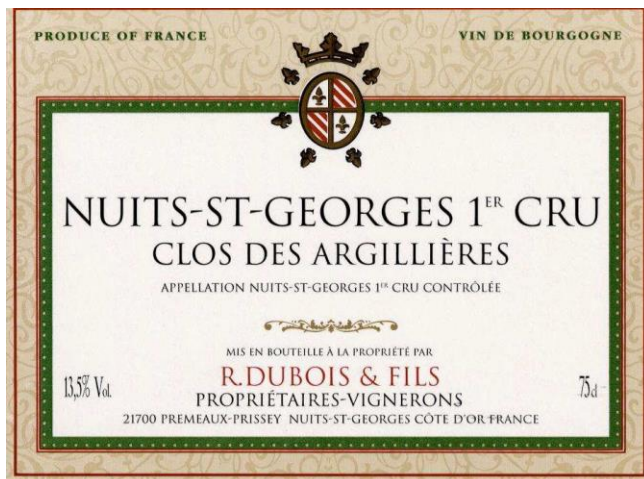 PRODUCE OF FRANCE
VIN DE BOURGOGNE
NUITS-ST-GEORGES 1ER CRU
CLOS DES ARGILLIÈRES
APPELLATION NUITS-ST-GEORGES 1ER CRU CONTRÔLÉE
MIS EN BOUTEILLE À LA PROPRIÉTÉ PAR
13,5% Vol. R.DUBOIS & FILS 75cl
PROPRIÉTAIRES-VIGNERONS
21700 PREMEAUX-PRISSEY NUITS-ST-GEORGES CÔTE D'OR FRANCE